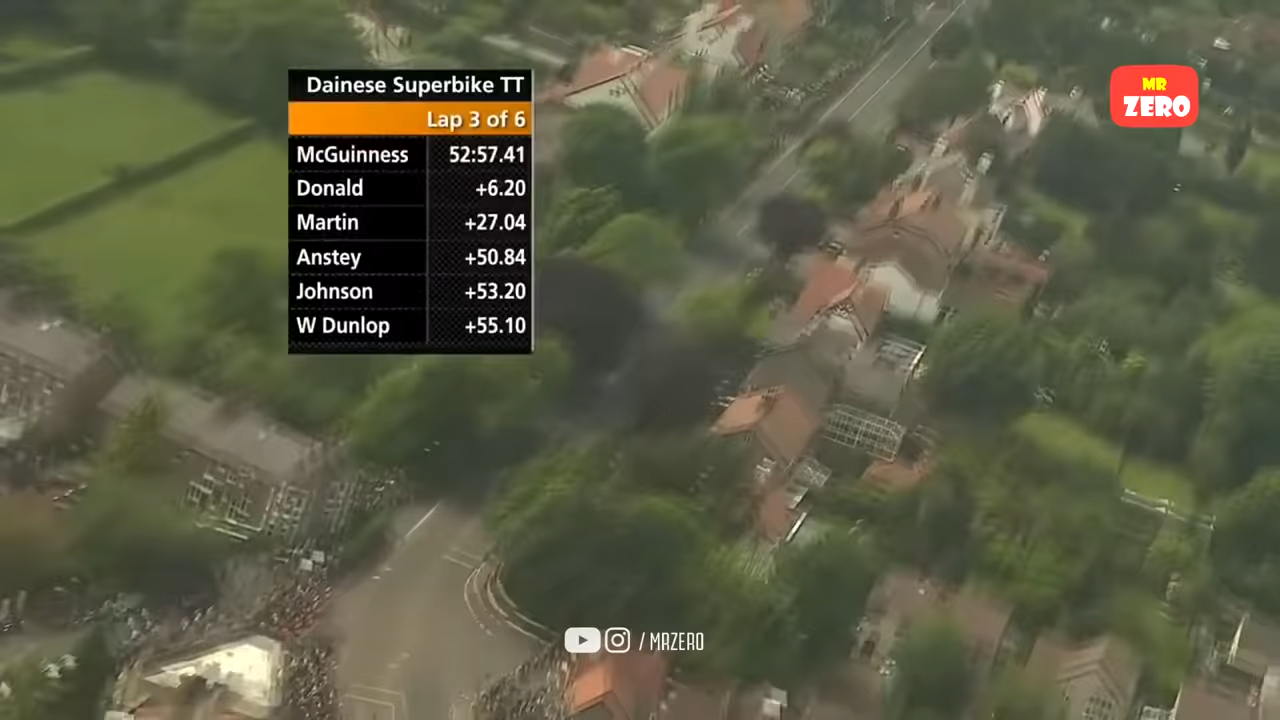 Dainese Superbike TT
Lap 3 of 6
McGuinness 52:57.41
Donald +6.20
Martin +27.04
Anstey +50.84
Johnson +53.20
W Dunlop +55.10
MR
ZERO
/ MRZERO